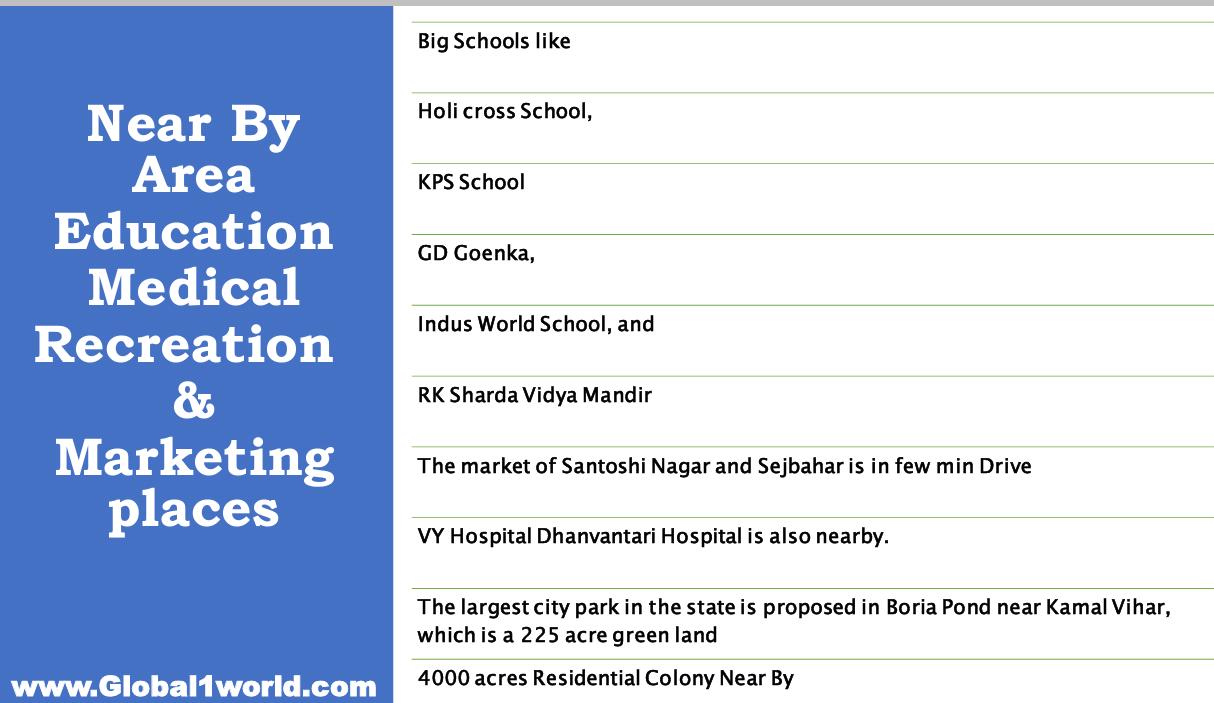 Near By
Area
Education
Medical
Recreation
&
Marketing
places
www.Global1world.com
Big Schools like
Holi cross School,
KPS School
GD Goenka,
Indus World School, and
RK Sharda Vidya Mandir
The market of Santoshi Nagar and Sejbahar is in few min Drive
VY Hospital Dhanvantari Hospital is also nearby.
The largest city park in the state is proposed in Boria Pond near Kamal Vihar,
which is a 225 acre green land
4000 acres Residential Colony Near By